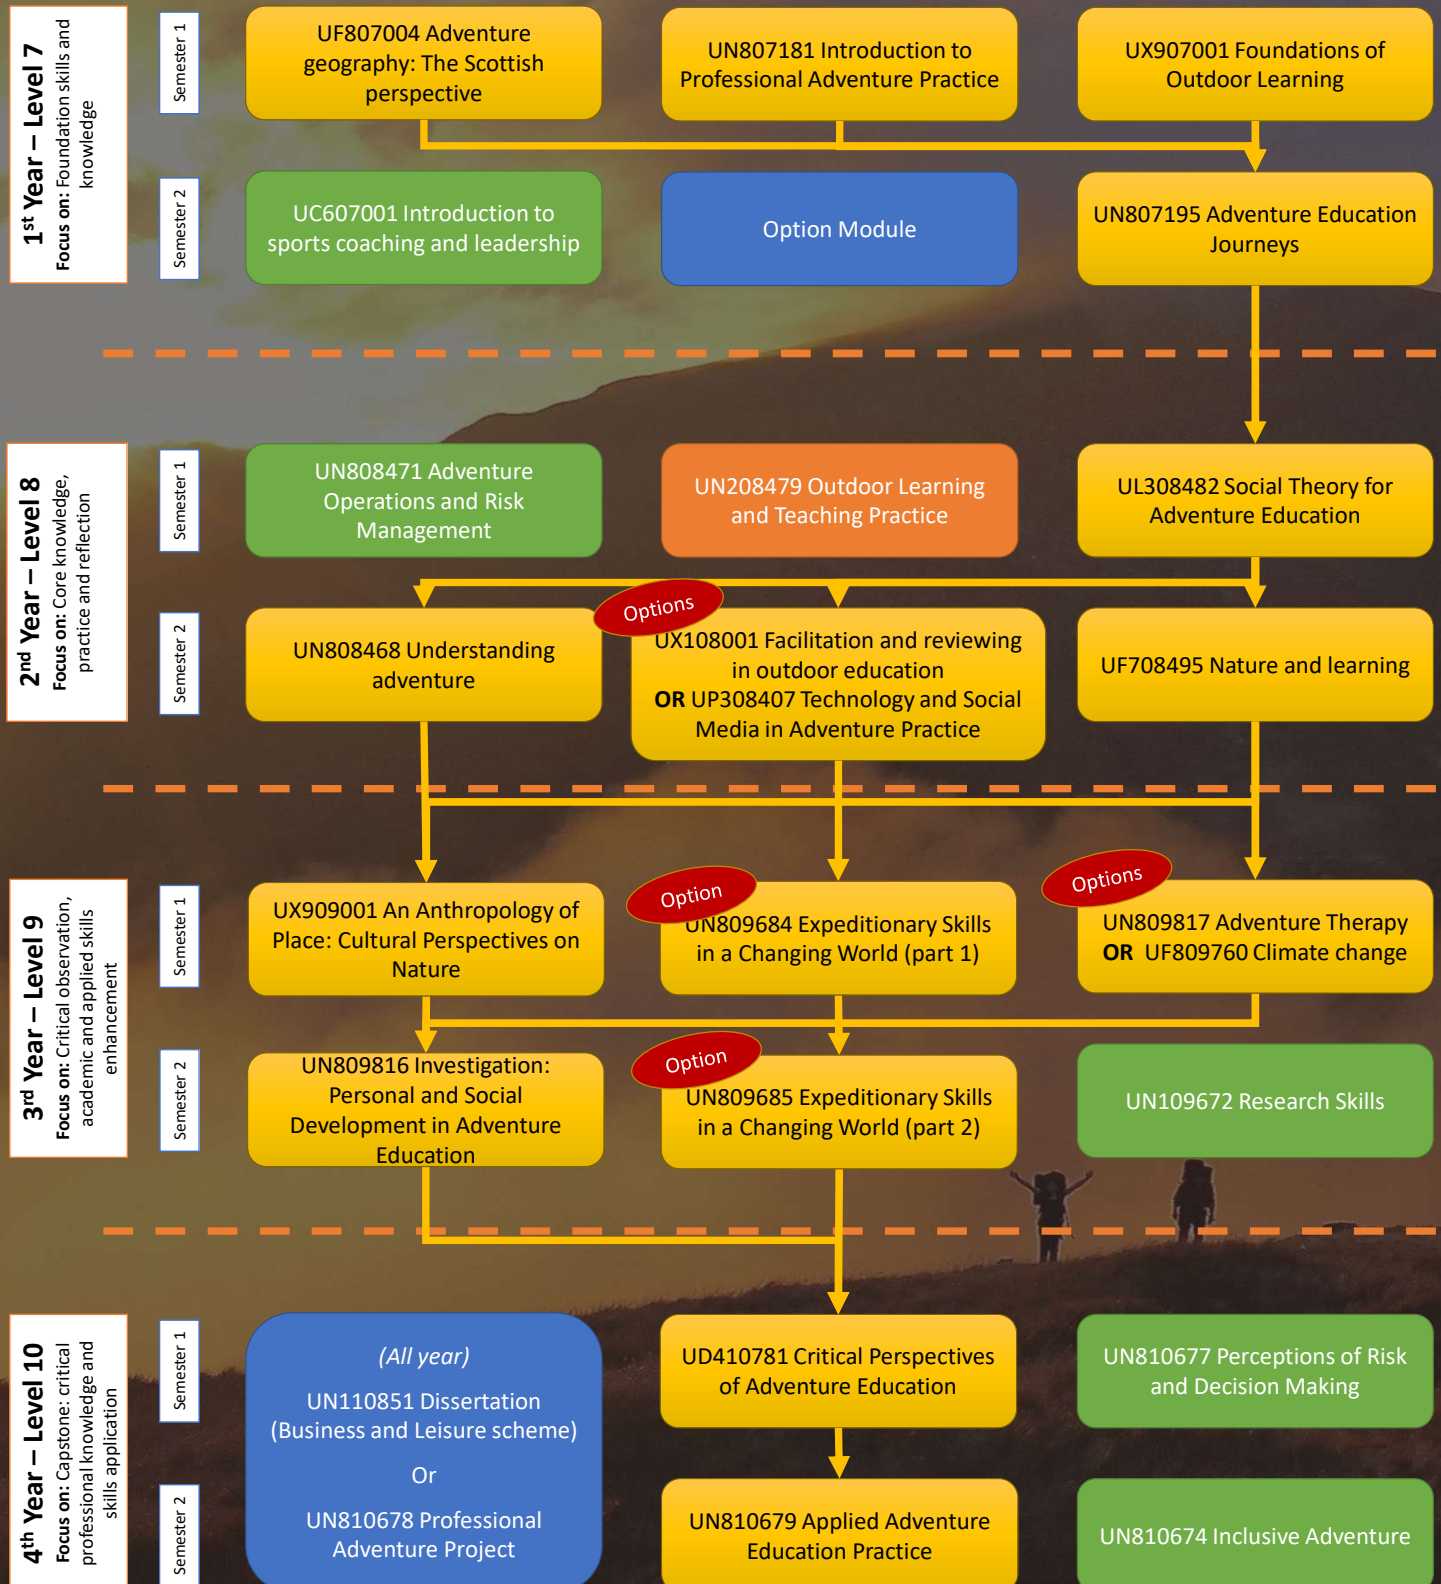 1st Year – Level 7
Focus on: Foundation skills and
knowledge
Semester 1
UF807004 Adventure
geography: The Scottish
perspective
UN807181 Introduction to
Professional Adventure Practice
UX907001 Foundations of
Outdoor Learning
Semester 2
UC607001 Introduction to
sports coaching and leadership
Option Module
UN807195 Adventure Education
Journeys
2nd Year – Level 8
Focus on: Core knowledge,
practice and reflection
Semester 1
UN808471 Adventure
Operations and Risk
Management
UN208479 Outdoor Learning
and Teaching Practice
UL308482 Social Theory for
Adventure Education
Semester 2
UN808468 Understanding
adventure
Options
UX108001 Facilitation and reviewing
in outdoor education
OR UP308407 Technology and Social
Media in Adventure Practice
UF708495 Nature and learning
3rd Year – Level 9
Focus on: Critical observation,
academic and applied skills
enhancement
Semester 1
UX909001 An Anthropology of
Place: Cultural Perspectives on
Nature
Option
UN809684 Expeditionary Skills
in a Changing World (part 1)
Options
UN809817 Adventure Therapy
OR UF809760 Climate change
Semester 2
UN809816 Investigation:
Personal and Social
Development in Adventure
Education
Option
UN809685 Expeditionary Skills
in a Changing World (part 2)
UN109672 Research Skills
4th Year – Level 10
Focus on: Capstone: critical
professional knowledge and
skills application
Semester 1
(All year)
UN110851 Dissertation
(Business and Leisure scheme)
Or
UN810678 Professional
Adventure Project
UD410781 Critical Perspectives
of Adventure Education
UN810677 Perceptions of Risk
and Decision Making
Semester 2
UN810679 Applied Adventure
Education Practice
UN810674 Inclusive Adventure